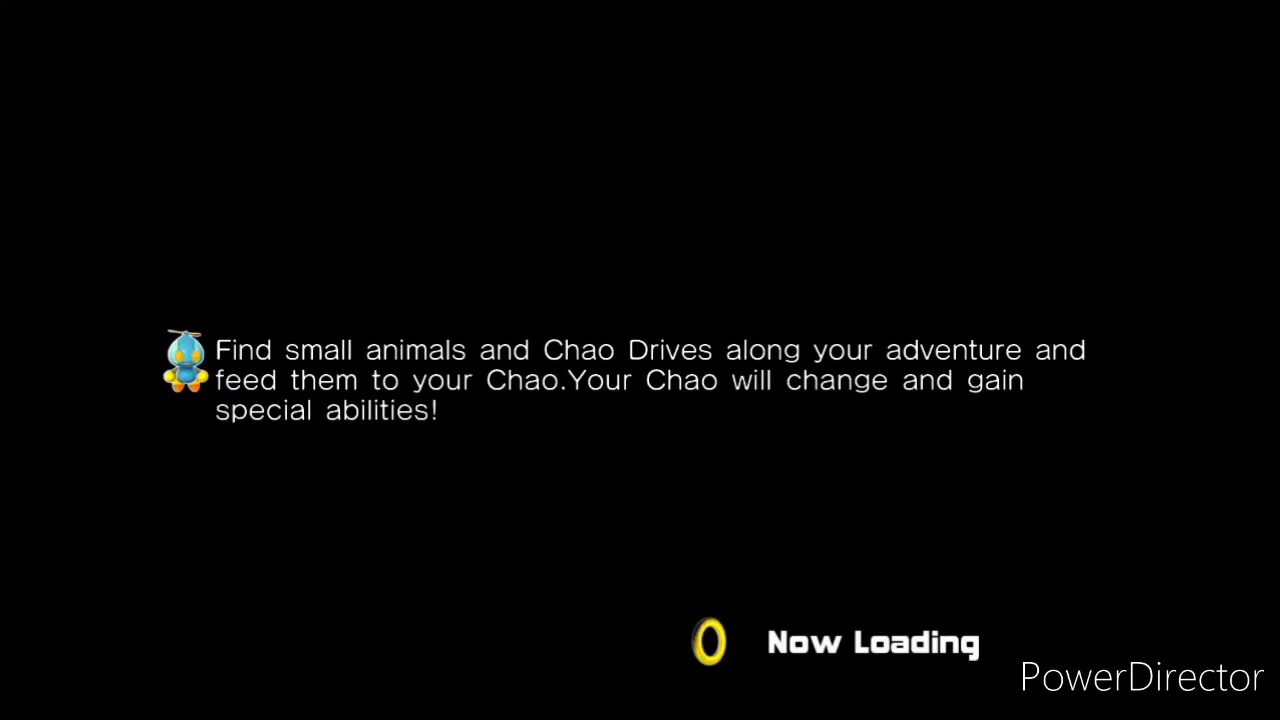 Find small animals and Chao Drives along your adventure and
feed them to your Chao.Your Chao will change and gain
special abilities!
Now Loading
PowerDirector